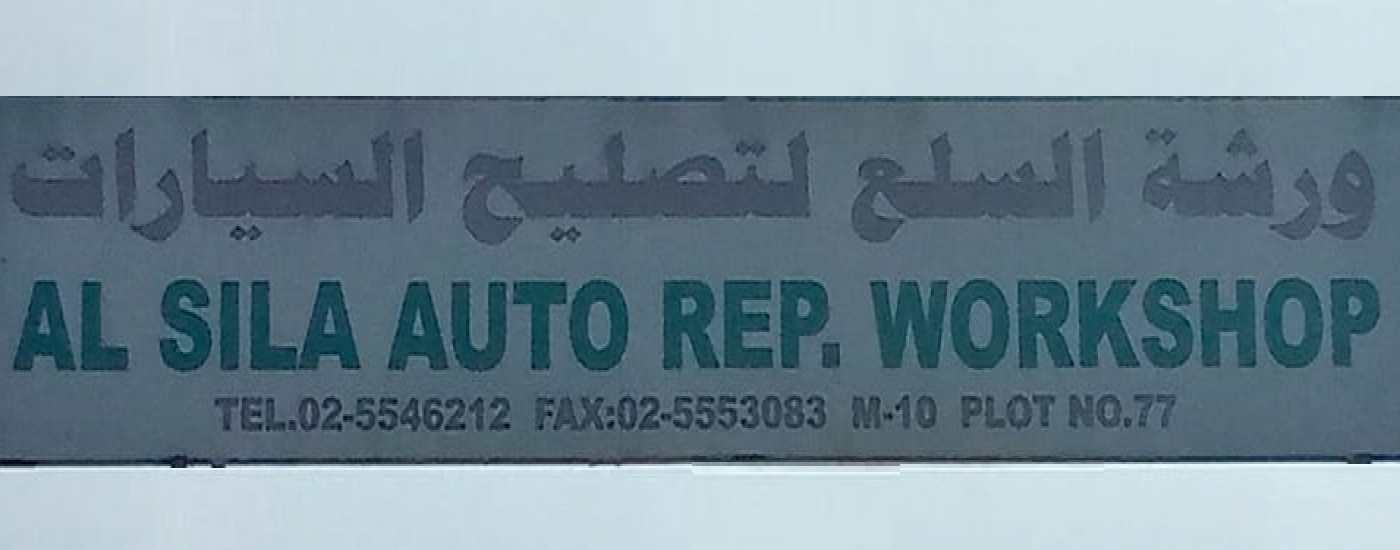 ورشة السلع لتصليح السيارات
AL SILA AUTO REP. WORKSHOP
TEL.02-5546212 FAX:02-5553083 M-10 PLOT NO.77